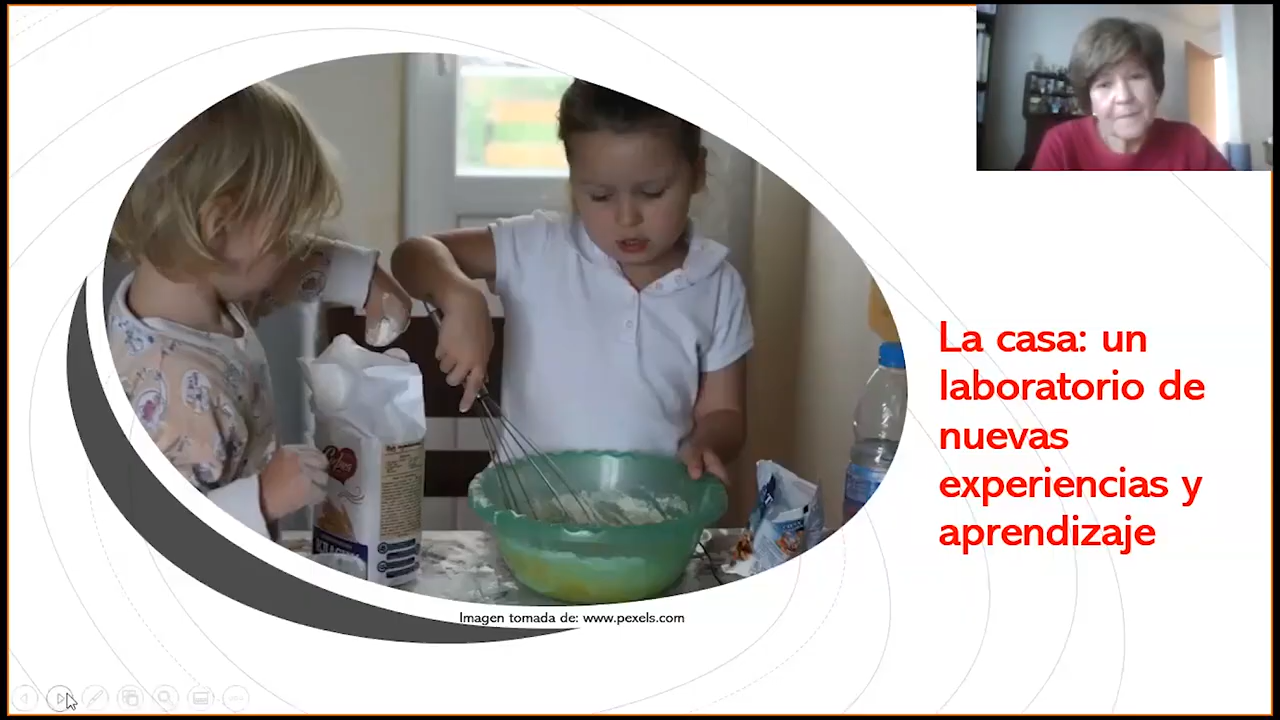 La casa: un
laboratorio de
nuevas
experiencias y
aprendizaje
Imagen tomada de: www.pexels.com